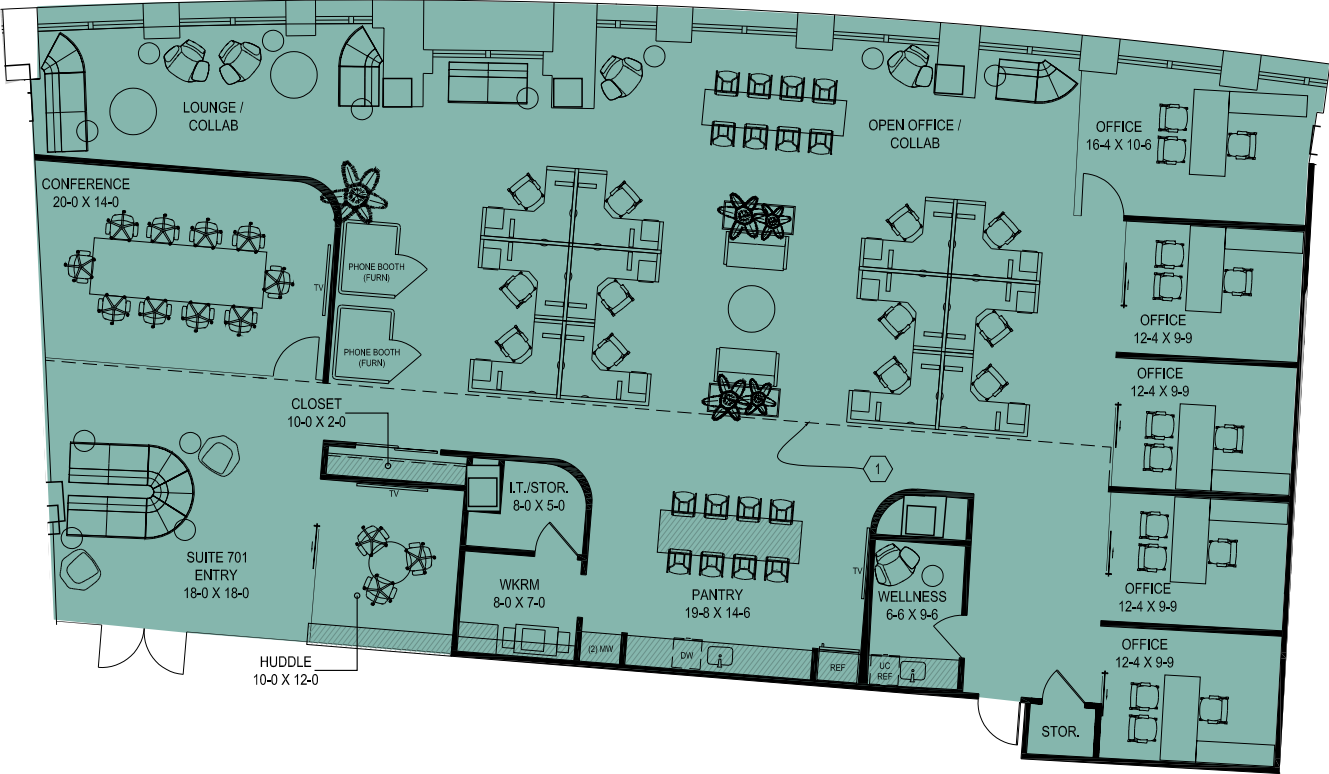 LOUNGE /
COLLAB
OPEN OFFICE /
COLLAB
OFFICE
16-4 X 10-6
CONFERENCE
20-0 X 14-0
TV
PHONE BOOTH
(FURN)
PHONE BOOTH
(FURN)
OFFICE
12-4 X 9-9
OFFICE
12-4 X 9-9
CLOSET
10-0 X 2-0
1
TV
I.T./STOR.
8-0 X 5-0
SUITE 701
ENTRY
18-0 X 18-0
WKRM
8-0 X 7-0
PANTRY
19-8 X 14-6
TV
WELLNESS
6-6 X 9-6
OFFICE
12-4 X 9-9
HUDDLE
10-0 X 12-0
(2) MW
DW
REF
UC
REF
OFFICE
12-4 X 9-9
STOR.